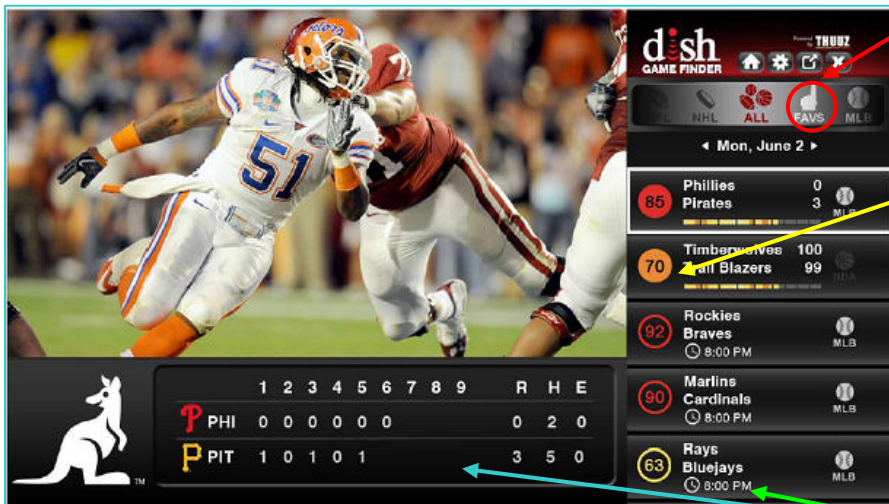 Gators
51
51
71
dish
GAME FINDER
Powered by THUUZ
NHL
ALL
FAVS
MLB
Mon, June 2
85
Phillies 0
Pirates 3
MLB
70
Timberwolves 100
Trail Blazers 99
NBA
92
Rockies
Braves
8:00 PM
MLB
90
Marlins
Cardinals
8:00 PM
MLB
63
Rays
Bluejays
8:00 PM
MLB
1 2 3 4 5 6 7 8 9 R H E
P PHI 0 0 0 0 0 0 0 2 0
P PIT 1 0 1 0 1 3 5 0
TM